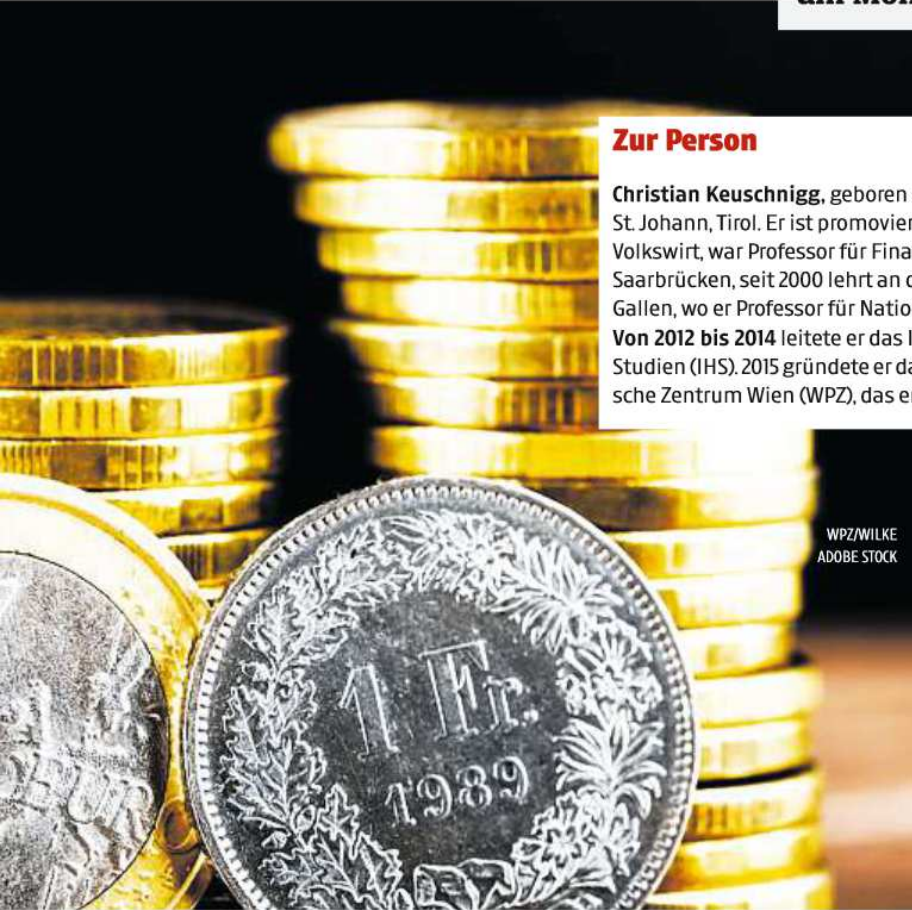 Zur Person
Christian Keuschnigg, geboren
St. Johann, Tirol. Er ist promovier
Volkswirt, war Professor für Fina
Saarbrücken, seit 2000 lehrt an
Gallen, wo er Professor für Natio
Von 2012 bis 2014 leitete er das
Studien (IHS). 2015 gründete er da
sche Zentrum Wien (WPZ), das e
WPZ/WILKE
ADOBE STOCK
1 Fr.
1989